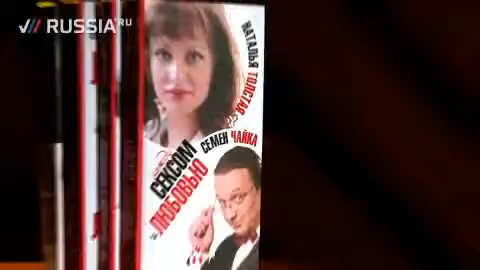 RUSSIA.RU
НАТАЛЬЯ ТОЛСТАЯ
СЕМЕН ЧАЙКА
СЕКСОМ
ЛЮБОВЬЮ